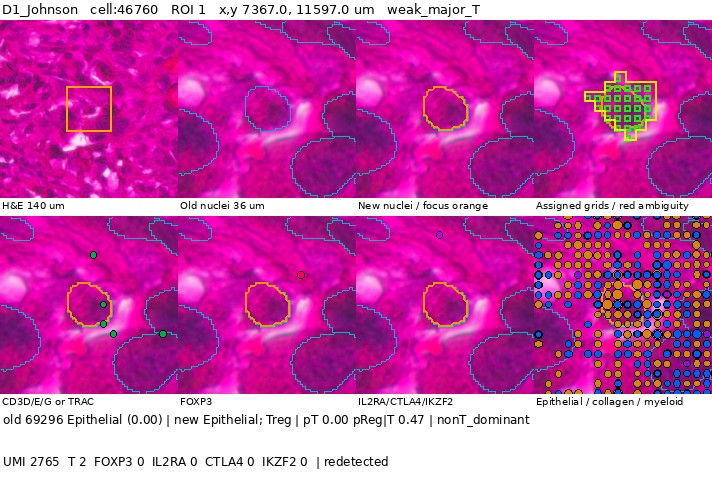 D1_Johnson   cell:46760   ROI 1   x,y 7367.0, 11597.0 um   weak_major_T
H&E 140 um
Old nuclei 36 um
New nuclei / focus orange
Assigned grids / red ambiguity
CD3D/E/G or TRAC
FOXP3
IL2RA/CTLA4/IKZF2
Epithelial / collagen / myeloid
old 69296 Epithelial (0.00) | new Epithelial; Treg | pT 0.00 pReg|T 0.47 | nonT_dominant
UMI 2765  T 2  FOXP3 0  IL2RA 0  CTLA4 0  IKZF2 0  | redetected